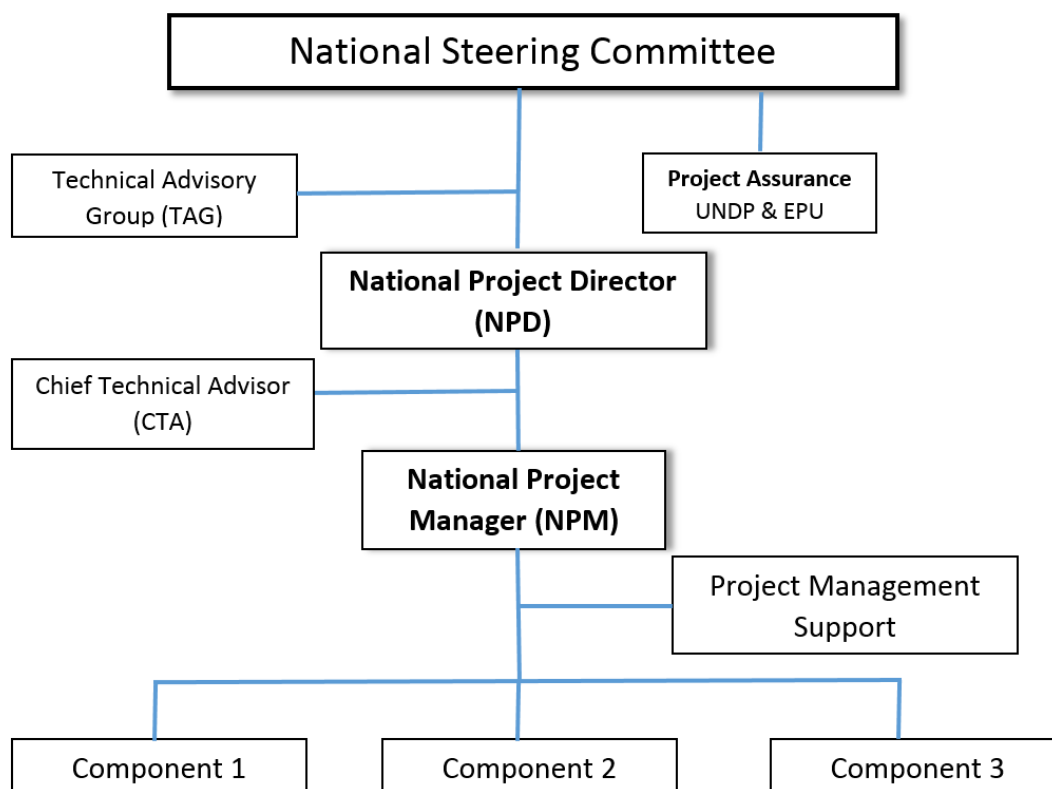 National Steering Committee
Technical Advisory
Group (TAG)
Project Assurance
UNDP & EPU
National Project Director
(NPD)
Chief Technical Advisor
(CTA)
National Project
Manager (NPM)
Project Management
Support
Component 1
Component 2
Component 3